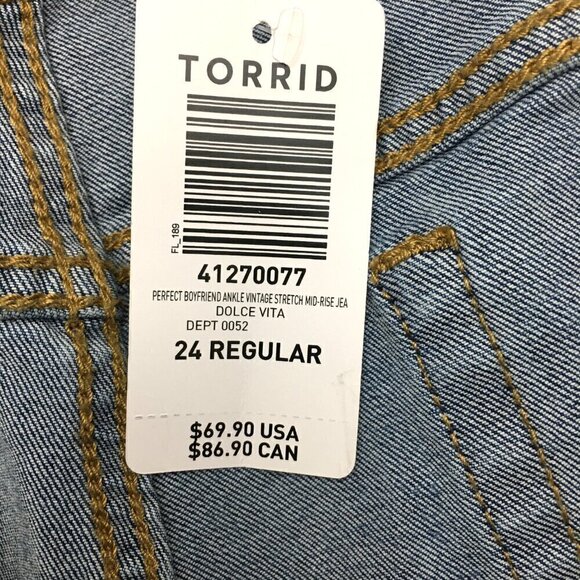 TORRID
FL_189
41270077
PERFECT BOYFRIEND ANKLE VINTAGE STRETCH MID-RISE JEA
DOLCE VITA
DEPT 0052
24 REGULAR
$69.90 USA
$86.90 CAN